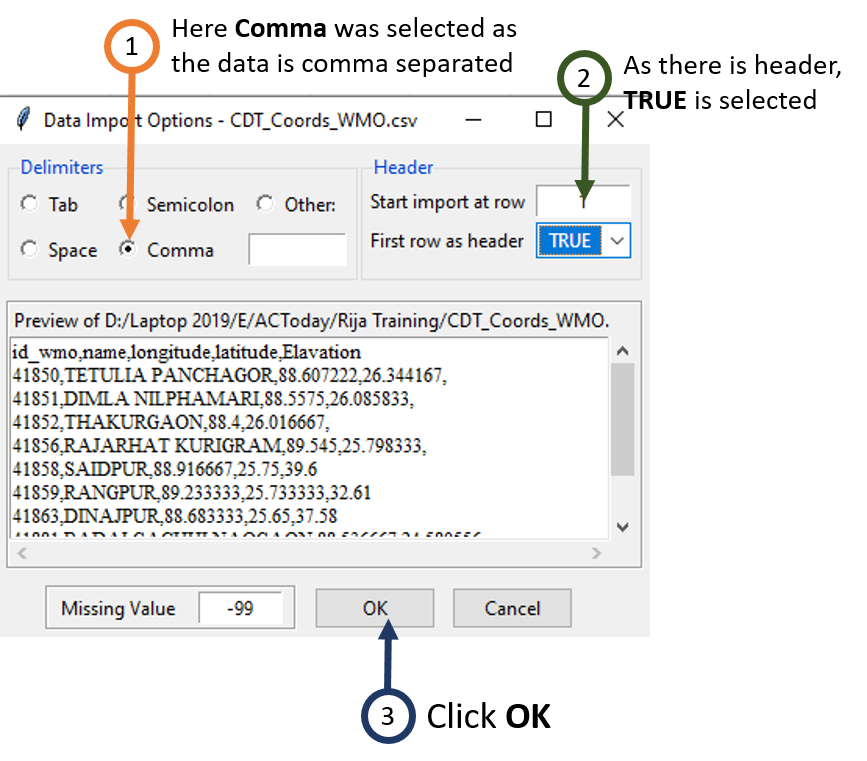 1
Here Comma was selected as
the data is comma separated
2
As there is header,
TRUE is selected
Data Import Options - CDT_Coords_WMO.csv
Delimiters
Tab
Semicolon
Other:
Space
Comma
Header
Start import at row
1
First row as header
TRUE
Preview of D:/Laptop 2019/E/ACToday/Rija Training/CDT_Coords_WMO.
id_wmo,name,longitude,latitude,Elavation
41850,TETULIA PANCHAGOR,88.607222,26.344167,
41851,DIMLA NILPHAMARI,88.5575,26.085833,
41852,THAKURGAON,88.4,26.016667,
41856,RAJARHAT KURIGRAM,89.545,25.798333,
41858,SAIDPUR,88.916667,25.75,39.6
41859,RANGPUR,89.233333,25.733333,32.61
41863,DINAJPUR,88.683333,25.65,37.58
Missing Value
-99
OK
Cancel
3
Click OK